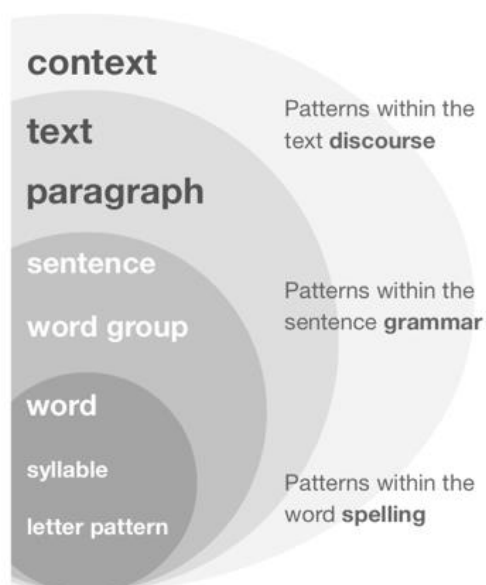 context
text
paragraph
sentence
word group
word
syllable
letter pattern
Patterns within the
text discourse
Patterns within the
sentence grammar
Patterns within the
word spelling